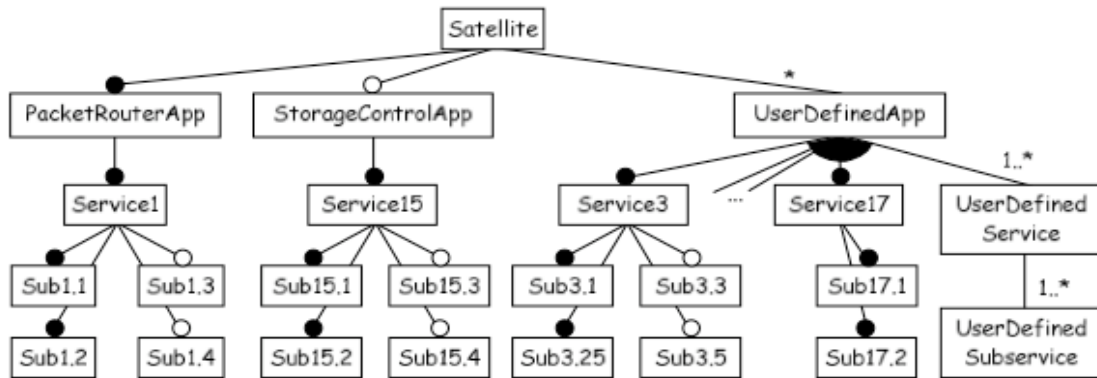 Satellite
*
PacketRouterApp
StorageControlApp
UserDefinedApp
1..*
...
Service1
Service15
Service3
Service17
UserDefined
Service
Sub1.1
Sub1.3
Sub15.1
Sub15.3
Sub3.1
Sub3.3
Sub17.1
1..*
Sub1.2
Sub1.4
Sub15.2
Sub15.4
Sub3.25
Sub3.5
Sub17.2
UserDefined
Subservice